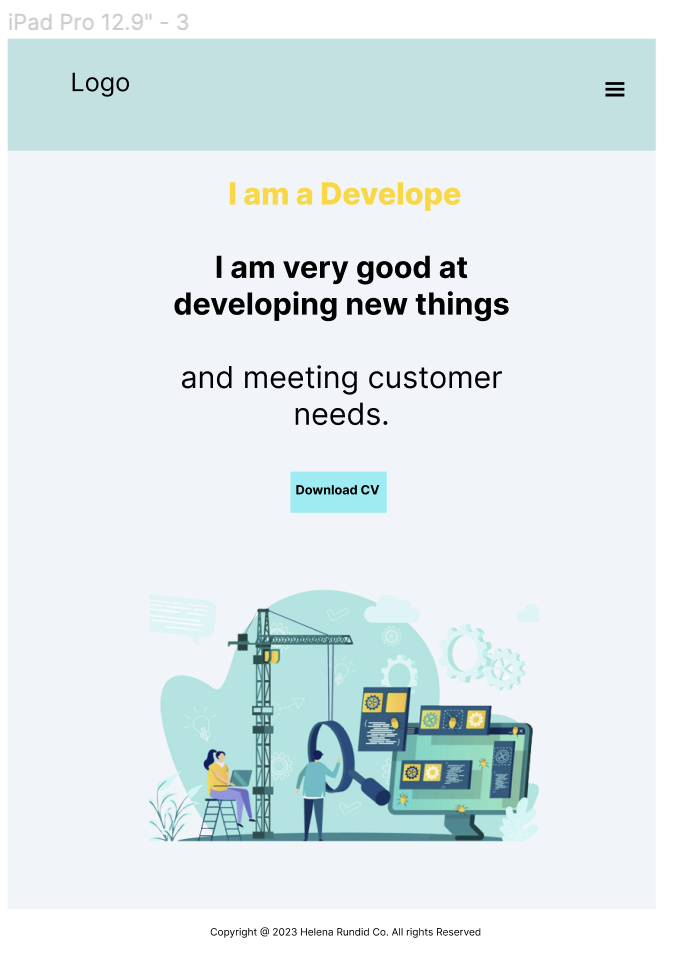 iPad Pro 12.9" - 3
Logo
I am a Develope
I am very good at
developing new things
and meeting customer
needs.
Download CV
Copyright @ 2023 Helena Rundid Co. All rights Reserved